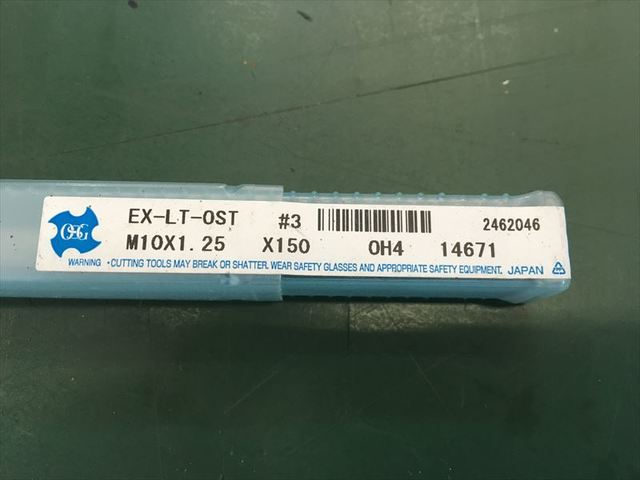 OSG
EX-LT-OST #3 2462046
M10X1.25 X150 OH4 14671
WARNING • CUTTING TOOLS MAY BREAK OR SHATTER. WEAR SAFETY GLASSES AND APPROPRIATE SAFETY EQUIPMENT. JAPAN